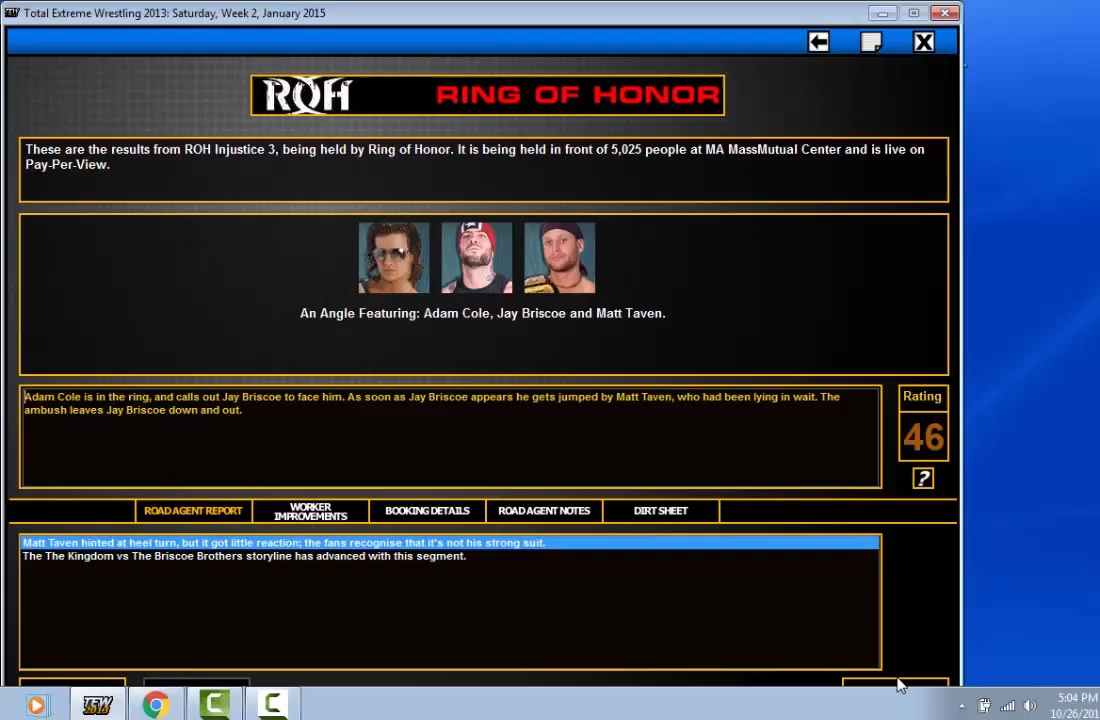 Total Extreme Wrestling 2013: Saturday, Week 2, January 2015
ROH RING OF HONOR
These are the results from ROH Injustice 3, being held by Ring of Honor. It is being held in front of 5,025 people at MA MassMutual Center and is live on
Pay-Per-View.
An Angle Featuring: Adam Cole, Jay Briscoe and Matt Taven.
Adam Cole is in the ring, and calls out Jay Briscoe to face him. As soon as Jay Briscoe appears he gets jumped by Matt Taven, who had been lying in wait. The
ambush leaves Jay Briscoe down and out.
Rating
46
?
ROAD AGENT REPORT
WORKER
IMPROVEMENTS
BOOKING DETAILS
ROAD AGENT NOTES
DIRT SHEET
Matt Taven hinted at heel turn, but it got little reaction; the fans recognise that it's not his strong suit.
The The Kingdom vs The Briscoe Brothers storyline has advanced with this segment.
TEW
2013
5:04 PM
10/26/201